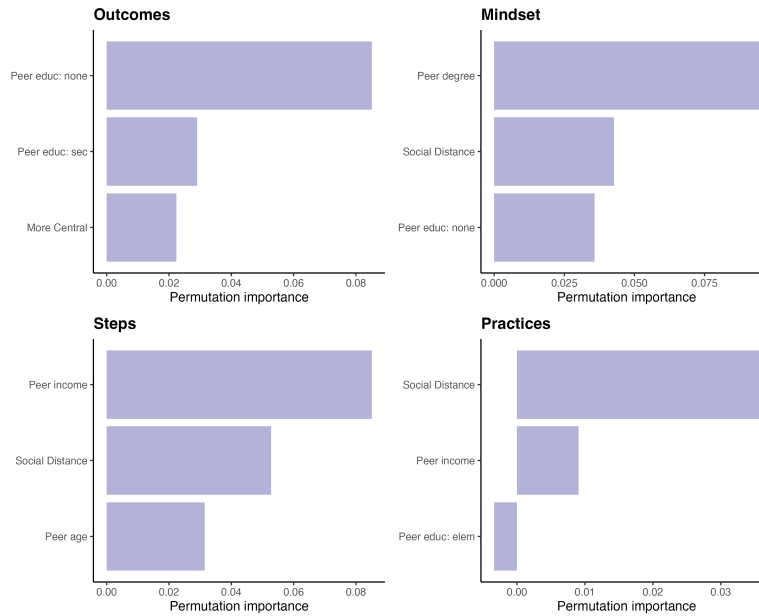 Outcomes
Peer educ: none
Peer educ: sec
More Central
0.00 0.02 0.04 0.06 0.08
Permutation importance
Mindset
Peer degree
Social Distance
Peer educ: none
0.000 0.025 0.050 0.075
Permutation importance
Steps
Peer income
Social Distance
Peer age
0.00 0.02 0.04 0.06 0.08
Permutation importance
Practices
Social Distance
Peer income
Peer educ: elem
0.00 0.01 0.02 0.03
Permutation importance